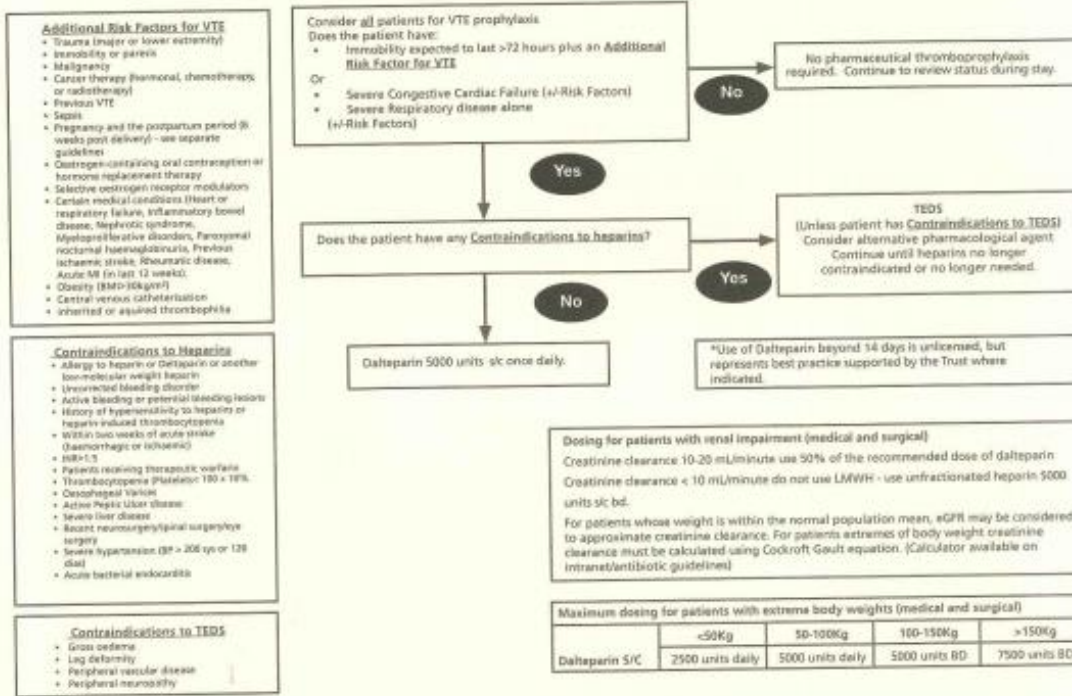 Additional Risk Factors for VTE
• Trauma (major or lower extremity)
• Immobility or paresis
• Malignancy
• Cancer therapy (hormonal, chemotherapy,
or radiotherapy)
• Previous VTE
• Sepsis
• Pregnancy and the postpartum period (6
weeks post delivery) - see separate
guidelines
• Oestrogen-containing oral contraception or
hormone replacement therapy
• Selective oestrogen receptor modulators
• Certain medical conditions (Heart or
respiratory failure, Inflammatory bowel
disease, Nephrotic syndrome,
Myeloproliferative disorders, Paroxysmal
nocturnal haemaglobinuria, Previous
ischaemic stroke, Rheumatic disease,
Acute MI (in last 12 weeks).
• Obesity (BMI>30kg/m²)
• Central venous catheterisation
• Inherited or aquired thrombophilia
Contraindications to Heparins
• Allergy to heparin or Deltaparin or another
low-molecular weight heparin
• Uncorrected bleeding disorder
• Active bleeding or potential bleeding lesions
• History of hypersensitivity to heparins or
heparin induced thrombocytopenia
• Within two weeks of acute stroke
(haemorrhagic or ischaemic)
• INR>1.5
• Patients receiving therapeutic warfarin
• Thrombocytopenia (Platelets< 100 x
• Oesophageal Varices
• Active Peptic Ulcer disease
• Severe liver disease
• Recent neurosurgery/spinal surgery/eye
surgery
• Severe hypertension (BP > 200 sys or 120
dias)
• Acute bacterial endocarditis
Contraindications to TEDS
• Gross oedema
• Leg deformity
• Peripheral vascular disease
• Peripheral neuropathy
Consider all patients for VTE prophylaxis
Does the patient have:
• Immobility expected to last >72 hours plus an Additional
Risk Factor for VTE
Or
• Severe Congestive Cardiac Failure (+/-Risk Factors)
• Severe Respiratory disease alone
(+/-Risk Factors)
No
No pharmaceutical thromboprophylaxis
required. Continue to review status during stay.
Yes
Does the patient have any Contraindications to heparins?
Yes
TEDS
(Unless patient has Contraindications to TEDS)
Consider alternative pharmacological agent
Continue until heparins no longer
contraindicated or no longer needed.
No
Dalteparin 5000 units s/c once daily.
*Use of Dalteparin beyond 14 days is unlicensed, but
represents best practice supported by the Trust where
indicated.
Dosing for patients with renal impairment (medical and surgical)
Creatinine clearance 10-20 mL/minute use 50% of the recommended dose of dalteparin
Creatinine clearance < 10 mL/minute do not use LMWH - use unfractionated heparin 5000
units s/c bd.
For patients whose weight is within the normal population mean, eGFR may be considered
to approximate creatinine clearance. For patients extremes of body weight creatinine
clearance must be calculated using Cockroft Gault equation. (Calculator available on
intranet/antibiotic guidelines)
Maximum dosing for patients with extreme body weights (medical and surgical)
<50Kg 50-100Kg 100-150Kg >150Kg
Dalteparin S/C 2500 units daily 5000 units daily 5000 units BD 7500 units BD